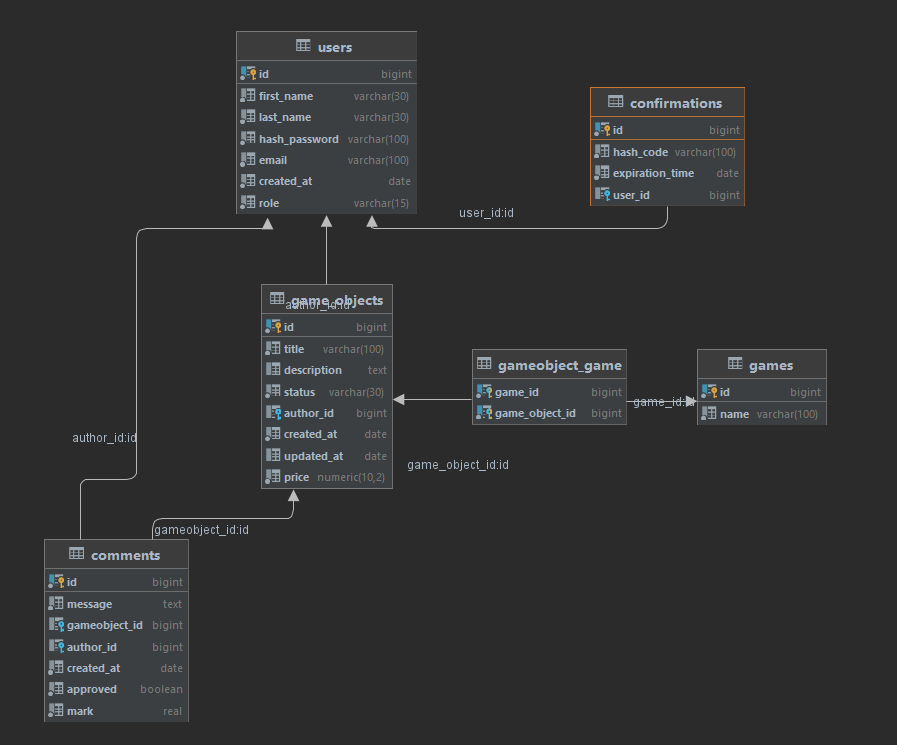 users
id bigint
first_name varchar(30)
last_name varchar(30)
hash_password varchar(100)
email varchar(100)
created_at date
role varchar(15)
confirmations
id bigint
hash_code varchar(100)
expiration_time date
user_id bigint
user_id:id
game_objects
author_id:id
id bigint
title varchar(100)
description text
status varchar(30)
author_id bigint
created_at date
updated_at date
price numeric(10,2)
gameobject_game
game_id bigint
game_object_id bigint
game_id:id
games
id bigint
name varchar(100)
author_id:id
game_object_id:id
gameobject_id:id
comments
id bigint
message text
gameobject_id bigint
author_id bigint
created_at date
approved boolean
mark real